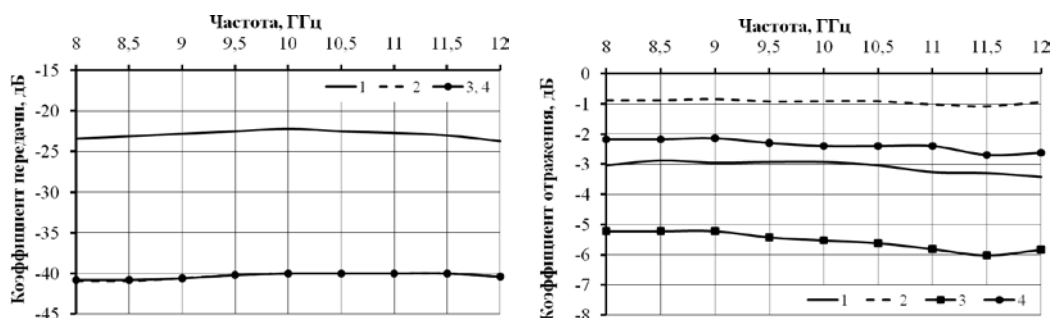 Частота, ГГц
8 8,5 9 9,5 10 10,5 11 11,5 12
-15
-20
-25
-30
-35
-40
-45
Коэффициент передачи, дБ
1 2 3, 4
Частота, ГГц
8 8,5 9 9,5 10 10,5 11 11,5 12
0
-1
-2
-3
-4
-5
-6
-7
-8
Коэффициент отражения, дБ
1 2 3 4